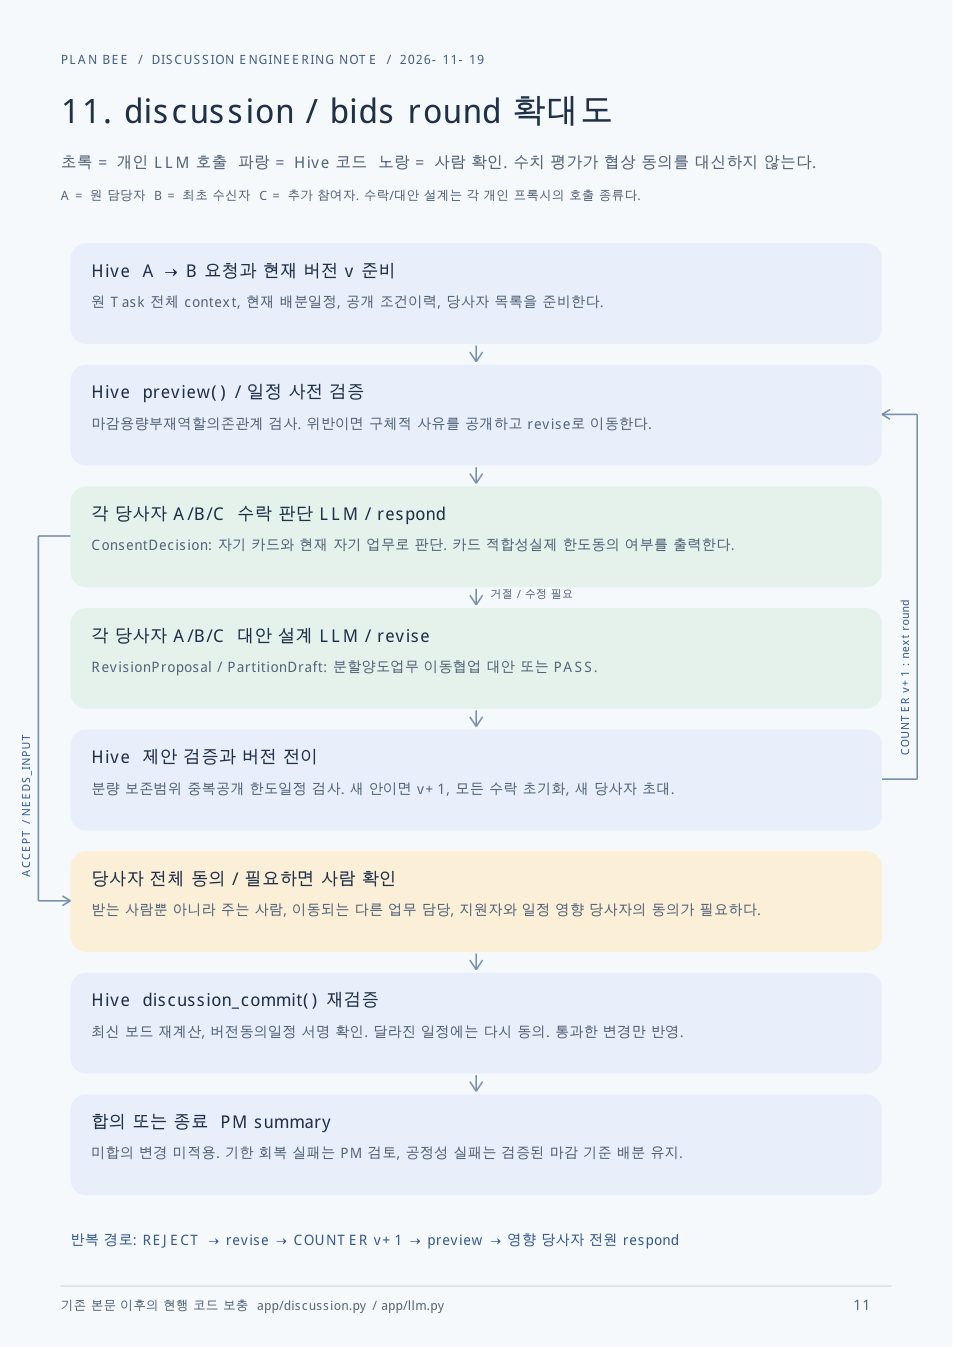 PLAN BEE / DISCUSSION ENGINEERING NOTE / 2026-11-19
11. discussion / bids round 확대도
초록 = 개인 LLM 호출 파랑 = Hive 코드 노랑 = 사람 확인. 수치 평가가 협상 동의를 대신하지 않는다.
A = 원 담당자 B = 최초 수신자 C = 추가 참여자. 수락/대안 설계는 각 개인 프록시의 호출 종류다.
Hive A → B 요청과 현재 버전 v 준비
원 Task 전체 context, 현재 배분일정, 공개 조건이력, 당사자 목록을 준비한다.
Hive preview() / 일정 사전 검증
마감용량부재역할의존관계 검사. 위반이면 구체적 사유를 공개하고 revise로 이동한다.
각 당사자 A/B/C 수락 판단 LLM / respond
ConsentDecision: 자기 카드와 현재 자기 업무로 판단. 카드 적합성실제 한도동의 여부를 출력한다.
거절 / 수정 필요
각 당사자 A/B/C 대안 설계 LLM / revise
RevisionProposal / PartitionDraft: 분할양도업무 이동협업 대안 또는 PASS.
COUNTER v+1 : next round
Hive 제안 검증과 버전 전이
분량 보존범위 중복공개 한도일정 검사. 새 안이면 v+1, 모든 수락 초기화, 새 당사자 초대.
ACCEPT / NEEDS_INPUT
당사자 전체 동의 / 필요하면 사람 확인
받는 사람뿐 아니라 주는 사람, 이동되는 다른 업무 담당, 지원자와 일정 영향 당사자의 동의가 필요하다.
Hive discussion_commit() 재검증
최신 보드 재계산, 버전동의일정 서명 확인. 달라진 일정에는 다시 동의. 통과한 변경만 반영.
합의 또는 종료 PM summary
미합의 변경 미적용. 기한 회복 실패는 PM 검토, 공정성 실패는 검증된 마감 기준 배분 유지.
반복 경로: REJECT → revise → COUNTER v+1 → preview → 영향 당사자 전원 respond
기존 본문 이후의 현행 코드 보충 app/discussion.py / app/llm.py
11